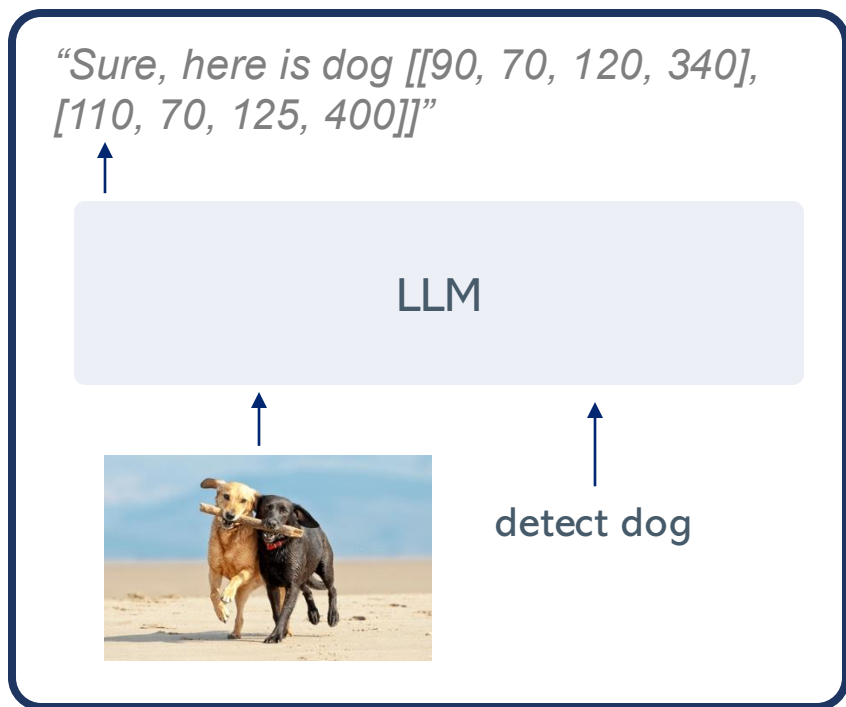 “Sure, here is dog [[90, 70, 120, 340],
[110, 70, 125, 400]]”
LLM
detect dog